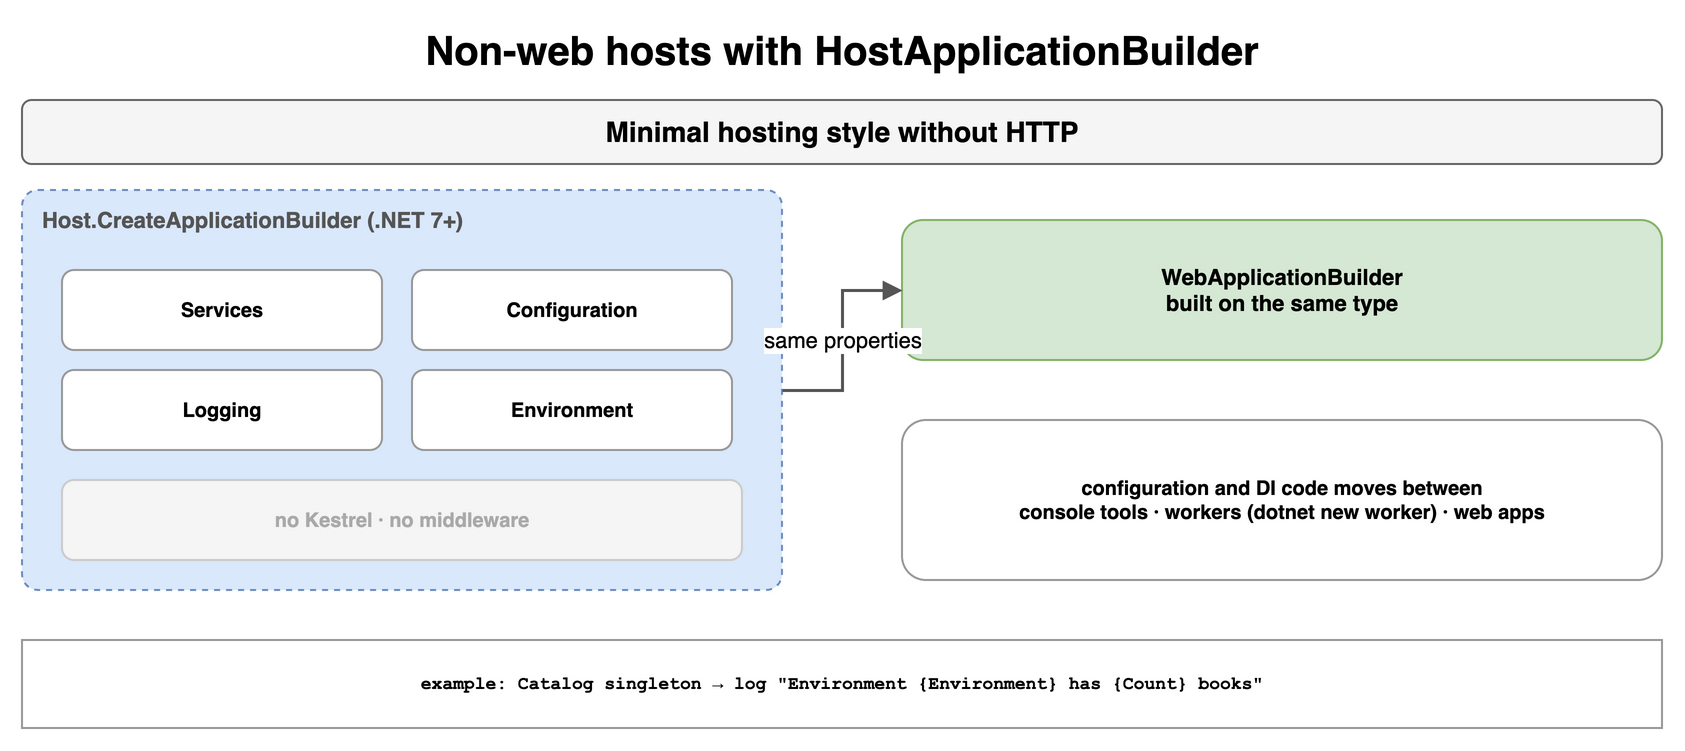 Non-web hosts with HostApplicationBuilder
Minimal hosting style without HTTP
Host.CreateApplicationBuilder (.NET 7+)
Services
Configuration
Logging
Environment
no Kestrel · no middleware
same properties
WebApplicationBuilder
built on the same type
configuration and DI code moves between
console tools · workers (dotnet new worker) · web apps
example: Catalog singleton → log "Environment {Environment} has {Count} books"